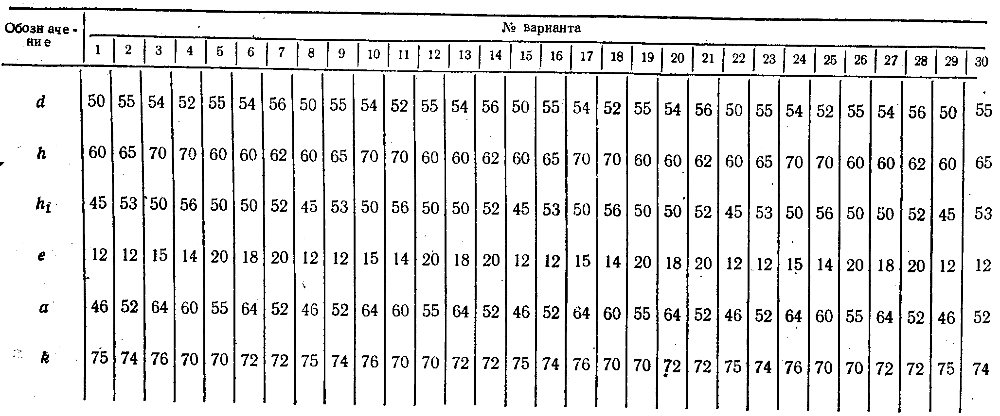 Обозначе-
ние
№ варианта
1 2 3 4 5 6 7 8 9 10 11 12 13 14 15 16 17 18 19 20 21 22 23 24 25 26 27 28 29 30
d 50 55 54 52 55 54 56 50 55 54 52 55 54 56 50 55 54 52 55 54 56 50 55 54 52 55 54 56 50 55
h 60 65 70 70 60 60 62 60 65 70 70 60 60 62 60 65 70 70 60 60 62 60 65 70 70 60 60 62 60 65
h₁ 45 53 50 56 50 50 52 45 53 50 56 50 50 52 45 53 50 56 50 50 52 45 53 50 56 50 50 52 45 53
e 12 12 15 14 20 18 20 12 12 15 14 20 18 20 12 12 15 14 20 18 20 12 12 15 14 20 18 20 12 12
a 46 52 64 60 55 64 52 46 52 64 60 55 64 52 46 52 64 60 55 64 52 46 52 64 60 55 64 52 46 52
k 75 74 76 70 70 72 72 75 74 76 70 70 72 72 75 74 76 70 70 72 72 75 74 76 70 70 72 72 75 74